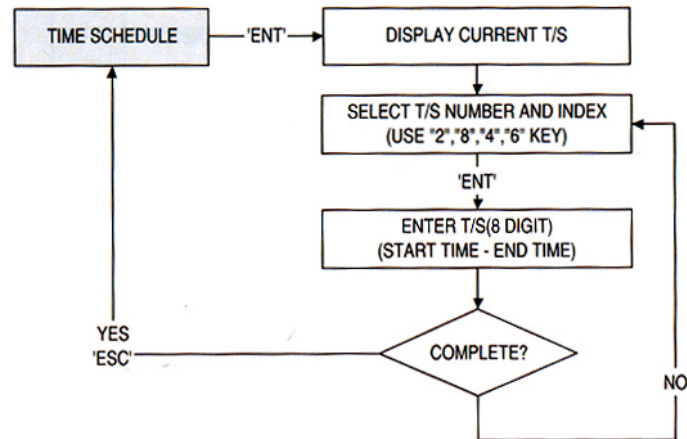 TIME SCHEDULE
'ENT'
DISPLAY CURRENT T/S
SELECT T/S NUMBER AND INDEX
(USE "2","8","4","6" KEY)
'ENT'
ENTER T/S(8 DIGIT)
(START TIME - END TIME)
YES
'ESC'
COMPLETE?
NO